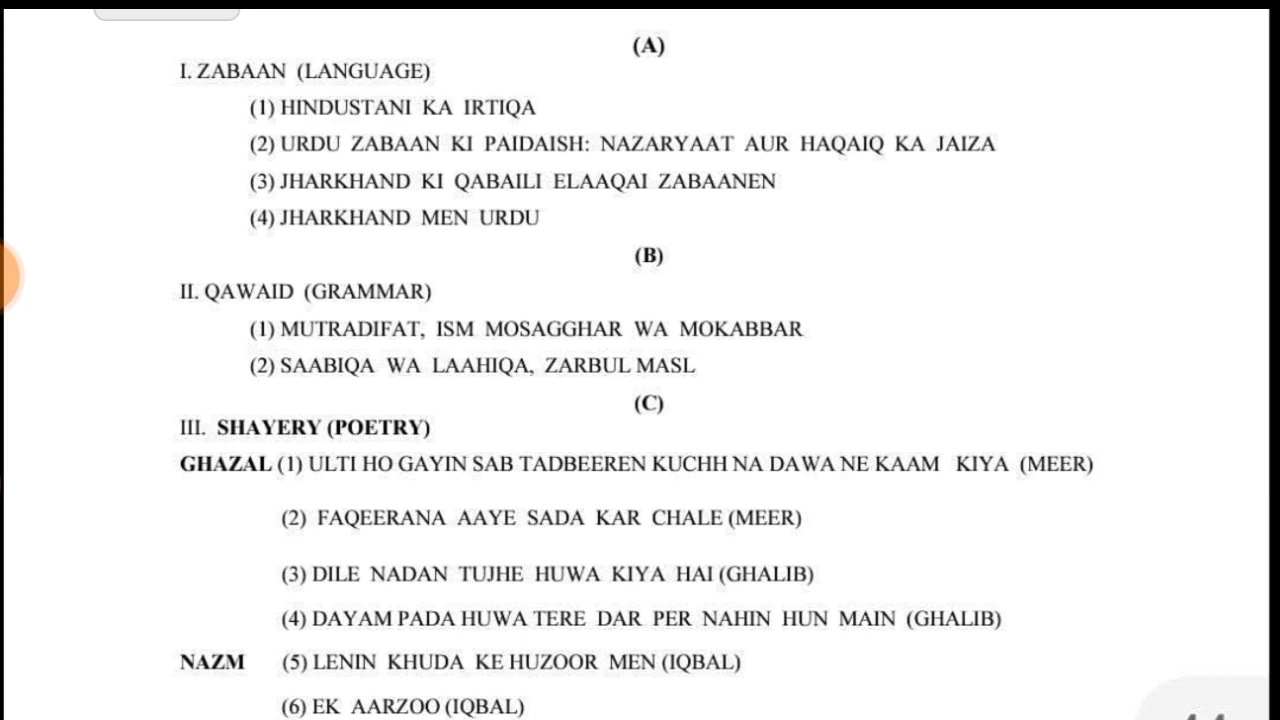 (A)
I. ZABAAN (LANGUAGE)
(1) HINDUSTANI KA IRTIQA
(2) URDU ZABAAN KI PAIDAISH: NAZARYAAT AUR HAQAIQ KA JAIZA
(3) JHARKHAND KI QABAILI ELAAQAI ZABAANEN
(4) JHARKHAND MEN URDU
(B)
II. QAWAID (GRAMMAR)
(1) MUTRADIFAT, ISM MOSAGGHAR WA MOKABBAR
(2) SAABIQA WA LAAHIQA, ZARBUL MASL
(C)
III. SHAYERY (POETRY)
GHAZAL (1) ULTI HO GAYIN SAB TADBEEREN KUCHH NA DAWA NE KAAM KIYA (MEER)
(2) FAQEERANA AAYE SADA KAR CHALE (MEER)
(3) DILE NADAN TUJHE HUWA KIYA HAI (GHALIB)
(4) DAYAM PADA HUWA TERE DAR PER NAHIN HUN MAIN (GHALIB)
NAZM (5) LENIN KHUDA KE HUZOOR MEN (IQBAL)
(6) EK AARZOO (IQBAL)